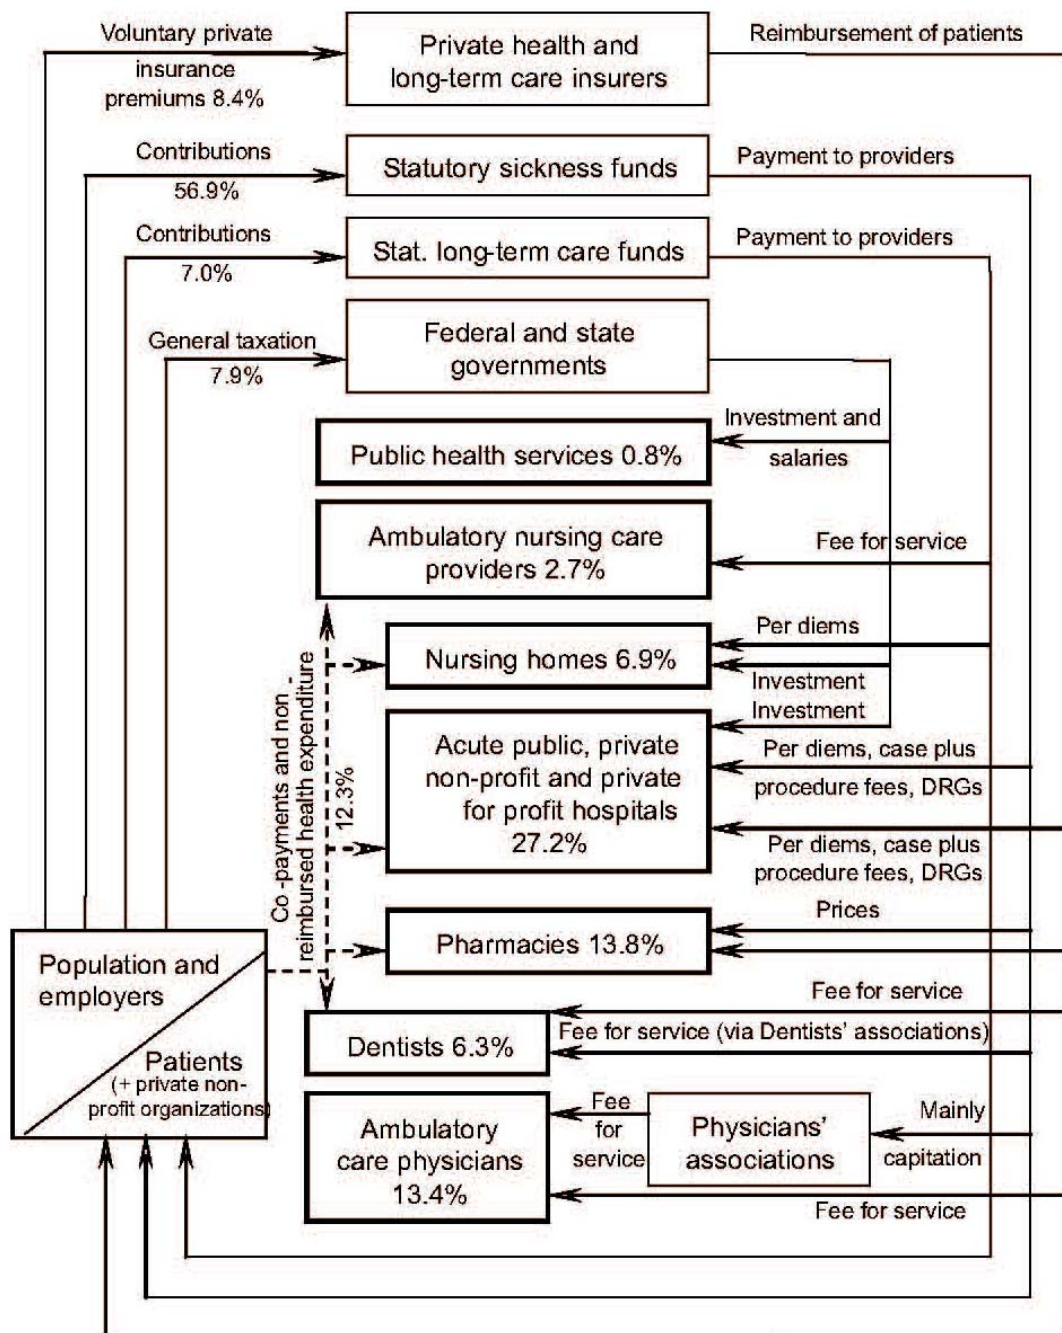 Voluntary private
insurance
premiums 8.4%
Private health and
long-term care insurers
Reimbursement of patients
Contributions
56.9%
Statutory sickness funds
Payment to providers
Contributions
7.0%
Stat. long-term care funds
Payment to providers
General taxation
7.9%
Federal and state
governments
Investment and
salaries
Public health services 0.8%
Ambulatory nursing care
providers 2.7%
Fee for service
Co -payments and non -
reimbursed health expenditure
12.3%
Nursing homes 6.9%
Per diems
Investment
Investment
Acute public, private
non-profit and private
for profit hospitals
27.2%
Per diems, case plus
procedure fees, DRGs
Per diems, case plus
procedure fees, DRGs
Pharmacies 13.8%
Prices
Population and
employers
Patients
(+ private non-
profit organizations)
Dentists 6.3%
Fee for service
Fee for service (via Dentists' associations)
Ambulatory
care physicians
13.4%
Fee
for
service
Physicians'
associations
Mainly
capitation
Fee for service